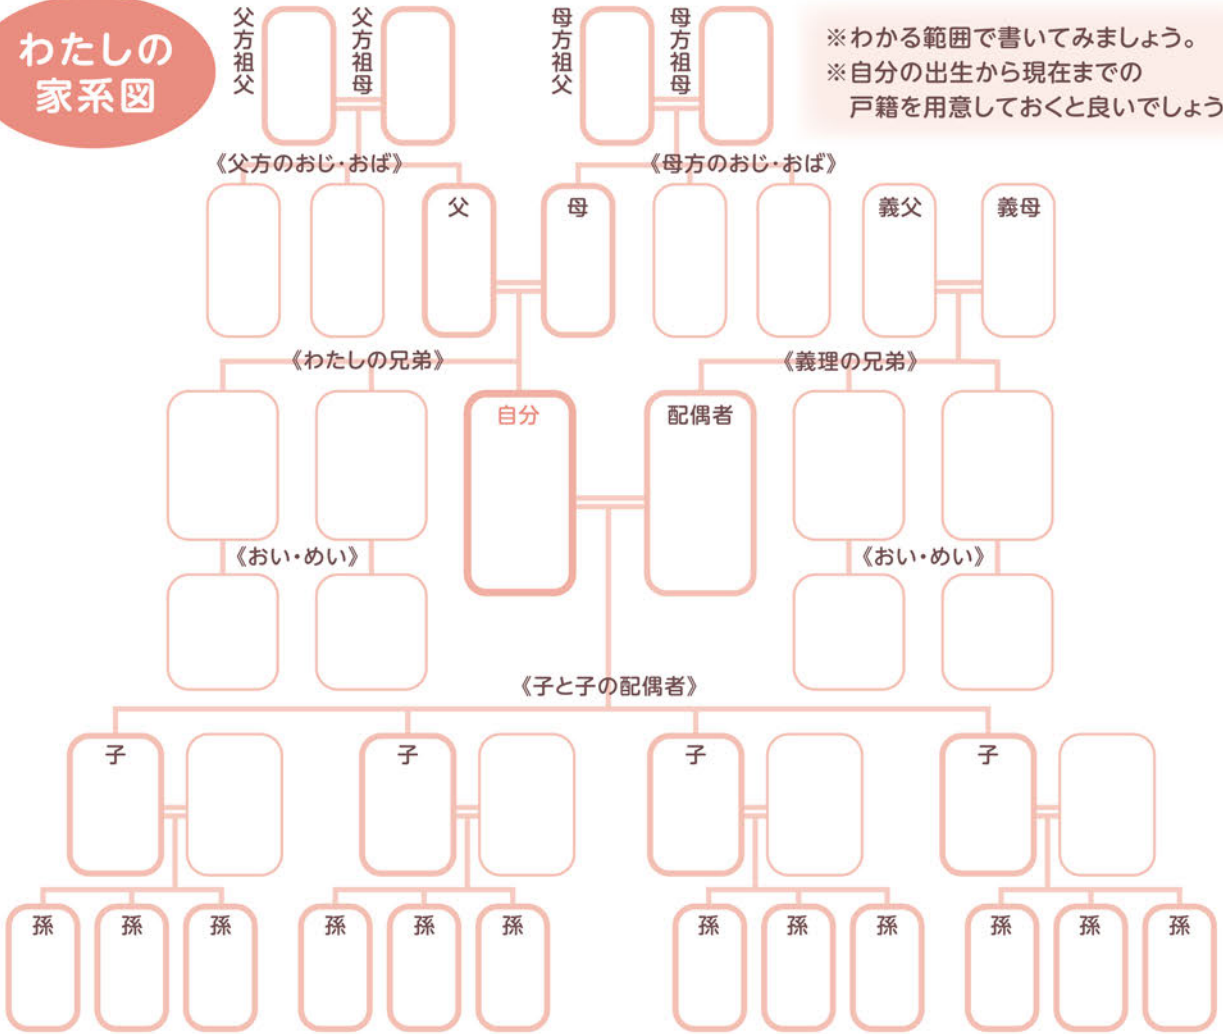 わたしの
家系図
父方祖父
父方祖母
母方祖父
母方祖母
※わかる範囲で書いてみましょう。
※自分の出生から現在までの
戸籍を用意しておくと良いでしょう
《父方のおじ・おば》
《母方のおじ・おば》
父
母
義父
義母
《わたしの兄弟》
《義理の兄弟》
自分
配偶者
《おい・めい》
《おい・めい》
《子と子の配偶者》
子
子
子
子
孫
孫
孫
孫
孫
孫
孫
孫
孫
孫
孫
孫